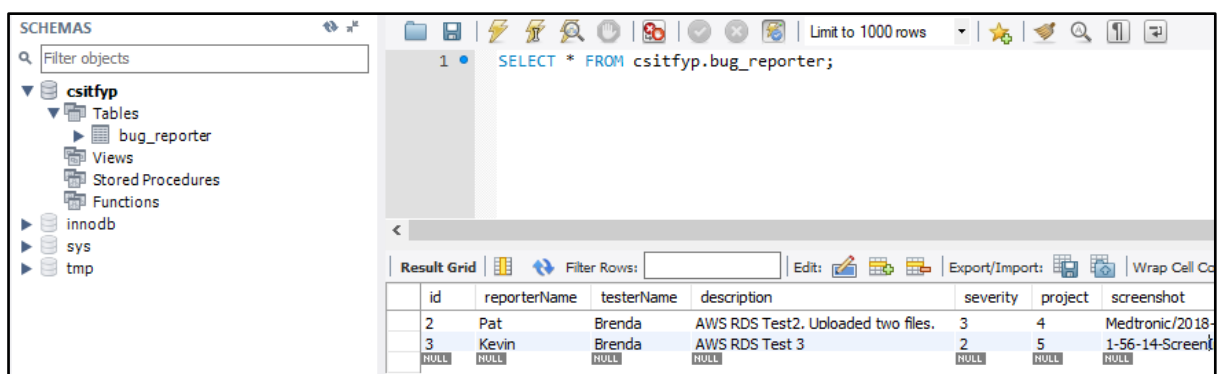 SCHEMAS
Filter objects
csitfyp
Tables
bug_reporter
Views
Stored Procedures
Functions
innodb
sys
tmp
Limit to 1000 rows
1 SELECT * FROM csitfyp.bug_reporter;
Result Grid Filter Rows: Edit: Export/Import: Wrap Cell Co
id reporterName testerName description severity project screenshot
2 Pat Brenda AWS RDS Test2. Uploaded two files. 3 4 Medtronic/2018-
3 Kevin Brenda AWS RDS Test 3 2 5 1-56-14-Screen
NULL NULL NULL NULL NULL NULL NULL